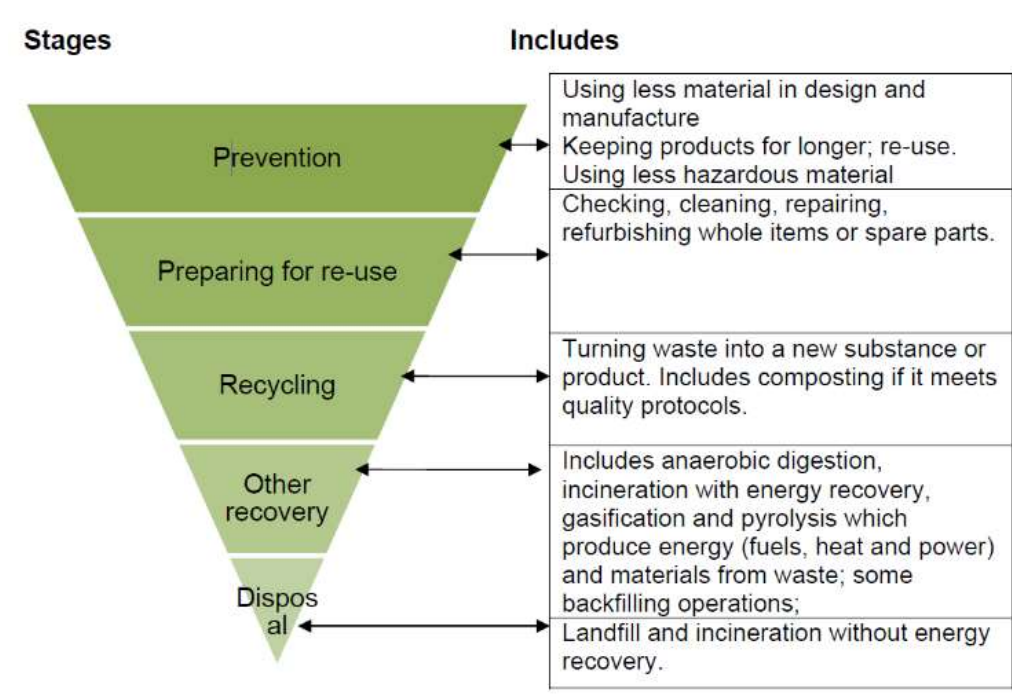 Stages
Includes
Prevention
Using less material in design and
manufacture
Keeping products for longer; re-use.
Using less hazardous material
Preparing for re-use
Checking, cleaning, repairing,
refurbishing whole items or spare parts.
Recycling
Turning waste into a new substance or
product. Includes composting if it meets
quality protocols.
Other
recovery
Includes anaerobic digestion,
incineration with energy recovery,
gasification and pyrolysis which
produce energy (fuels, heat and power)
and materials from waste; some
backfilling operations;
Dispos
al
Landfill and incineration without energy
recovery.